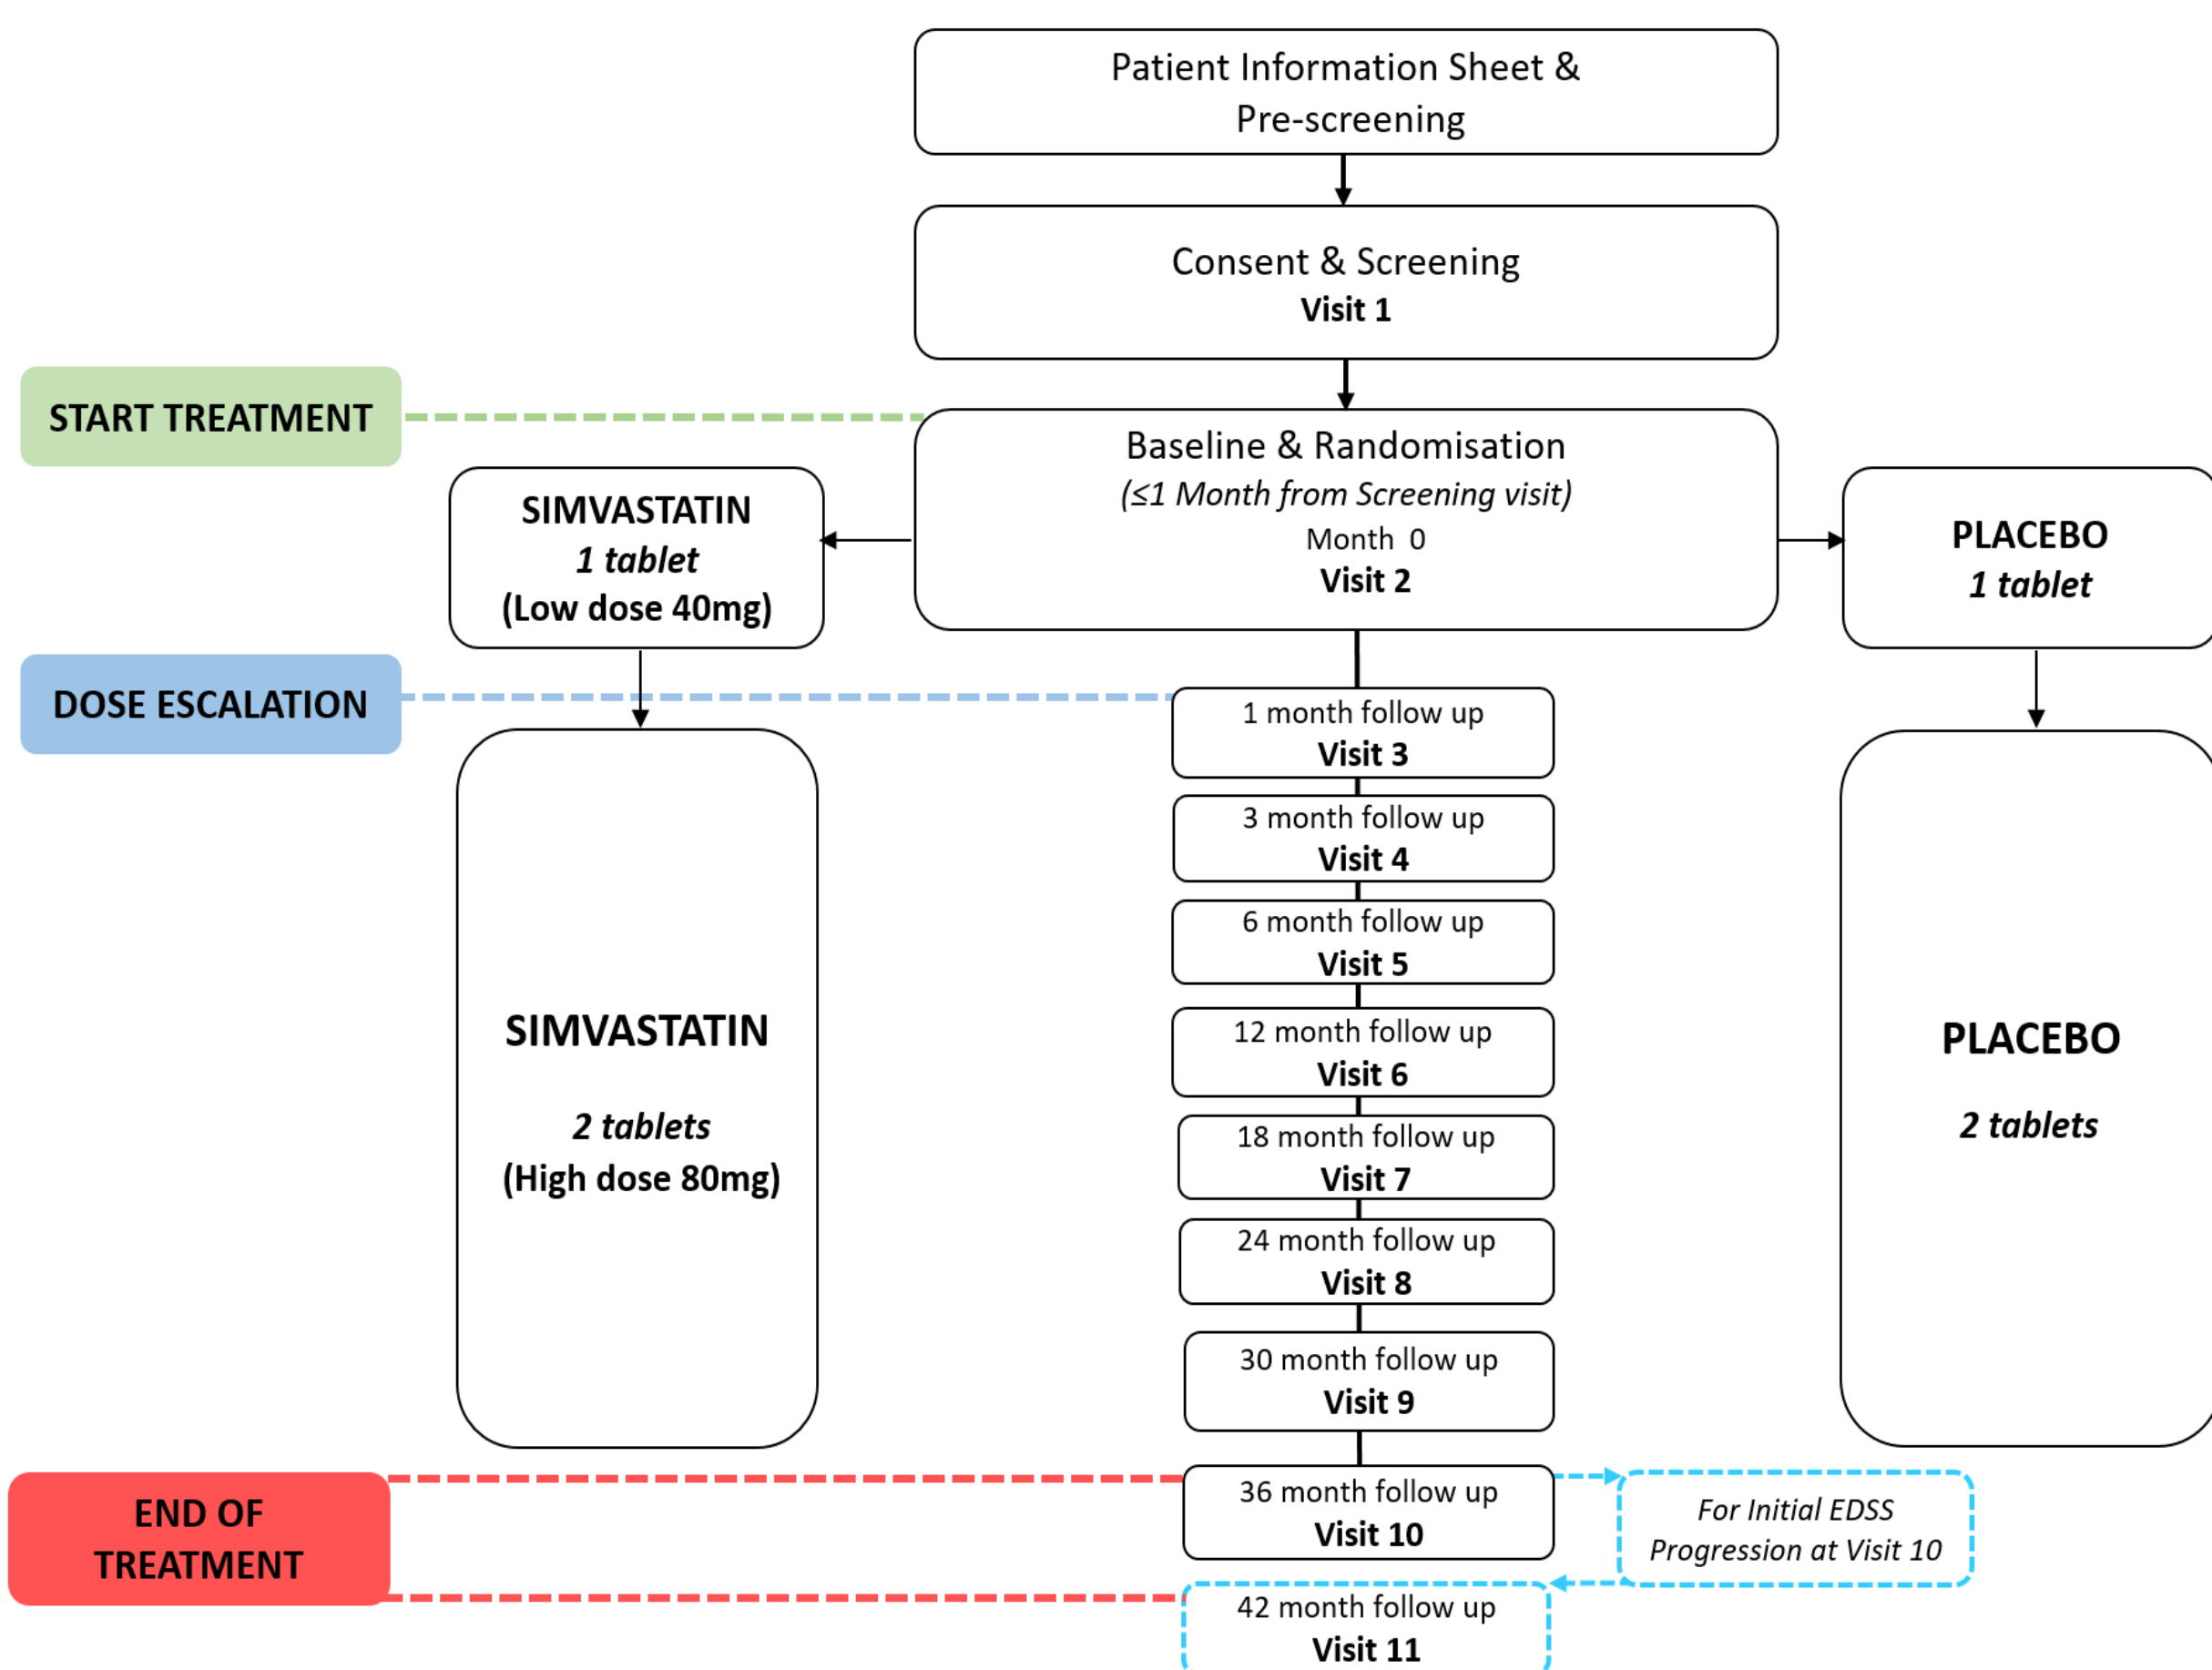 Patient Information Sheet &
Pre-screening
Consent & Screening
Visit 1
START TREATMENT
Baseline & Randomisation
(≤1 Month from Screening visit)
Month 0
Visit 2
SIMVASTATIN
1 tablet
(Low dose 40mg)
PLACEBO
1 tablet
DOSE ESCALATION
1 month follow up
Visit 3
3 month follow up
Visit 4
6 month follow up
Visit 5
12 month follow up
Visit 6
18 month follow up
Visit 7
24 month follow up
Visit 8
30 month follow up
Visit 9
SIMVASTATIN
2 tablets
(High dose 80mg)
PLACEBO
2 tablets
END OF
TREATMENT
36 month follow up
Visit 10
For Initial EDSS
Progression at Visit 10
42 month follow up
Visit 11